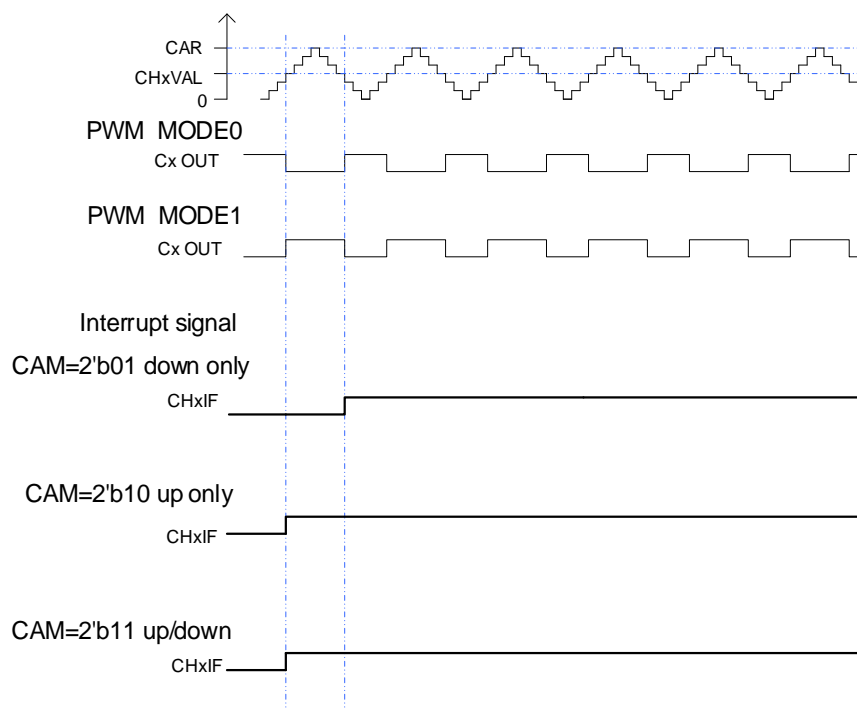 CAR
CHxVAL
0
PWM MODE0
Cx OUT
PWM MODE1
Cx OUT
Interrupt signal
CAM=2'b01 down only
CHxIF
CAM=2'b10 up only
CHxIF
CAM=2'b11 up/down
CHxIF